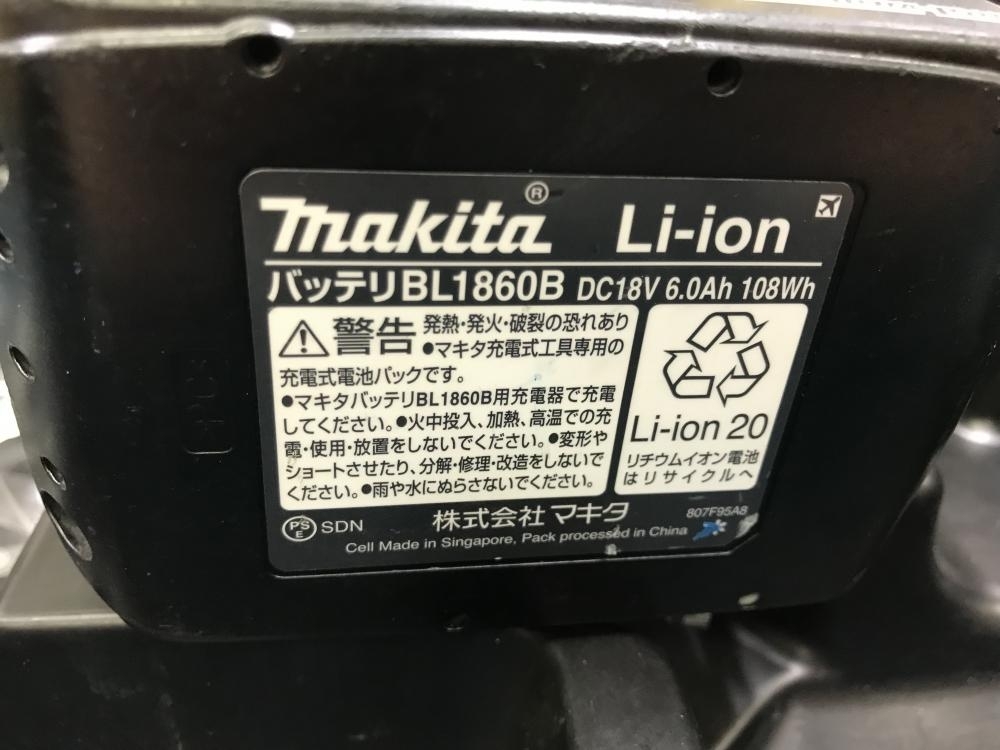 makita® Li-ion
バッテリBL1860B DC18V 6.0Ah 108Wh
警告 発熱・発火・破裂の恐れあり
●マキタ充電式工具専用の
充電式電池パックです。
●マキタバッテリBL1860B用充電器で充電
してください。●火中投入、加熱、高温での充
電・使用・放置をしないでください。●変形や
ショートさせたり、分解・修理・改造をしないで
ください。●雨や水にぬらさないでください。
Li-ion 20
リチウムイオン電池
はリサイクルへ
PSE SDN 株式会社 マキタ 807F95A8
Cell Made in Singapore, Pack processed in China